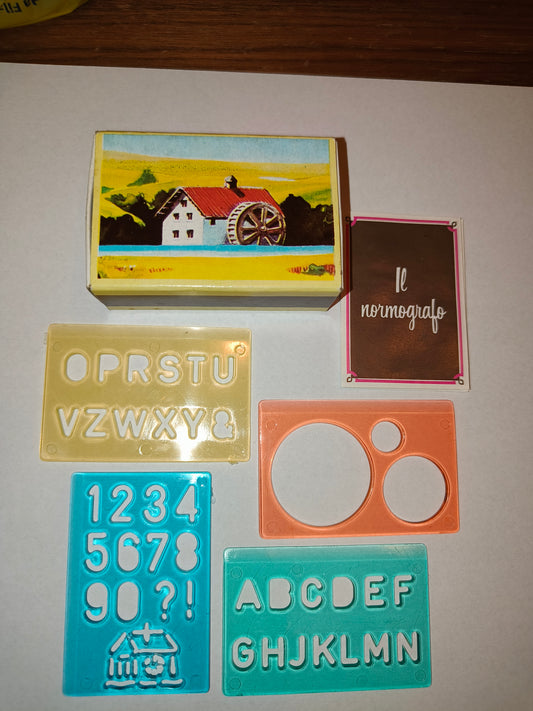 Il
normografo
OPRSTU
VZWXY&
1234
5678
90?!
ABCDEF
GHJKLMN